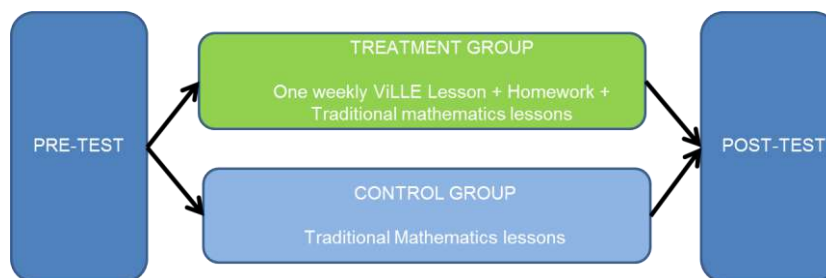 PRE-TEST
TREATMENT GROUP
One weekly ViLLE Lesson + Homework +
Traditional mathematics lessons
CONTROL GROUP
Traditional Mathematics lessons
POST-TEST